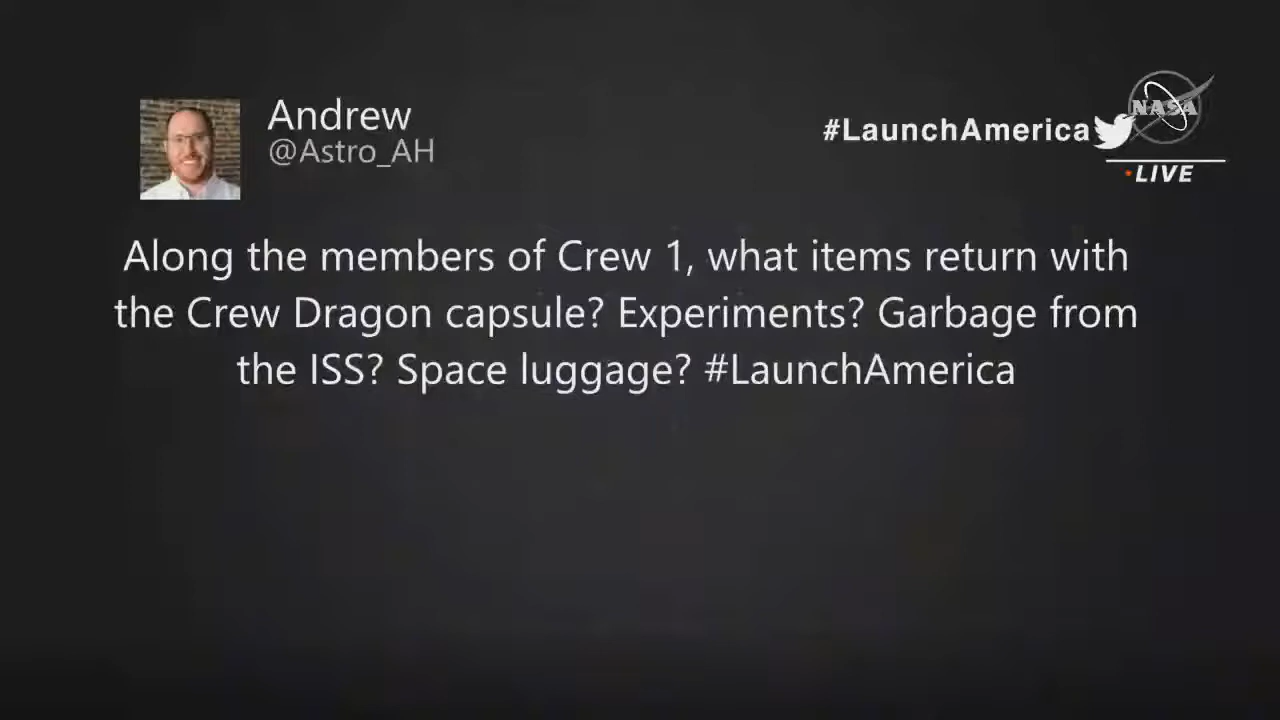 Andrew
@Astro_AH
#LaunchAmerica
NASA
LIVE
Along the members of Crew 1, what items return with
the Crew Dragon capsule? Experiments? Garbage from
the ISS? Space luggage? #LaunchAmerica